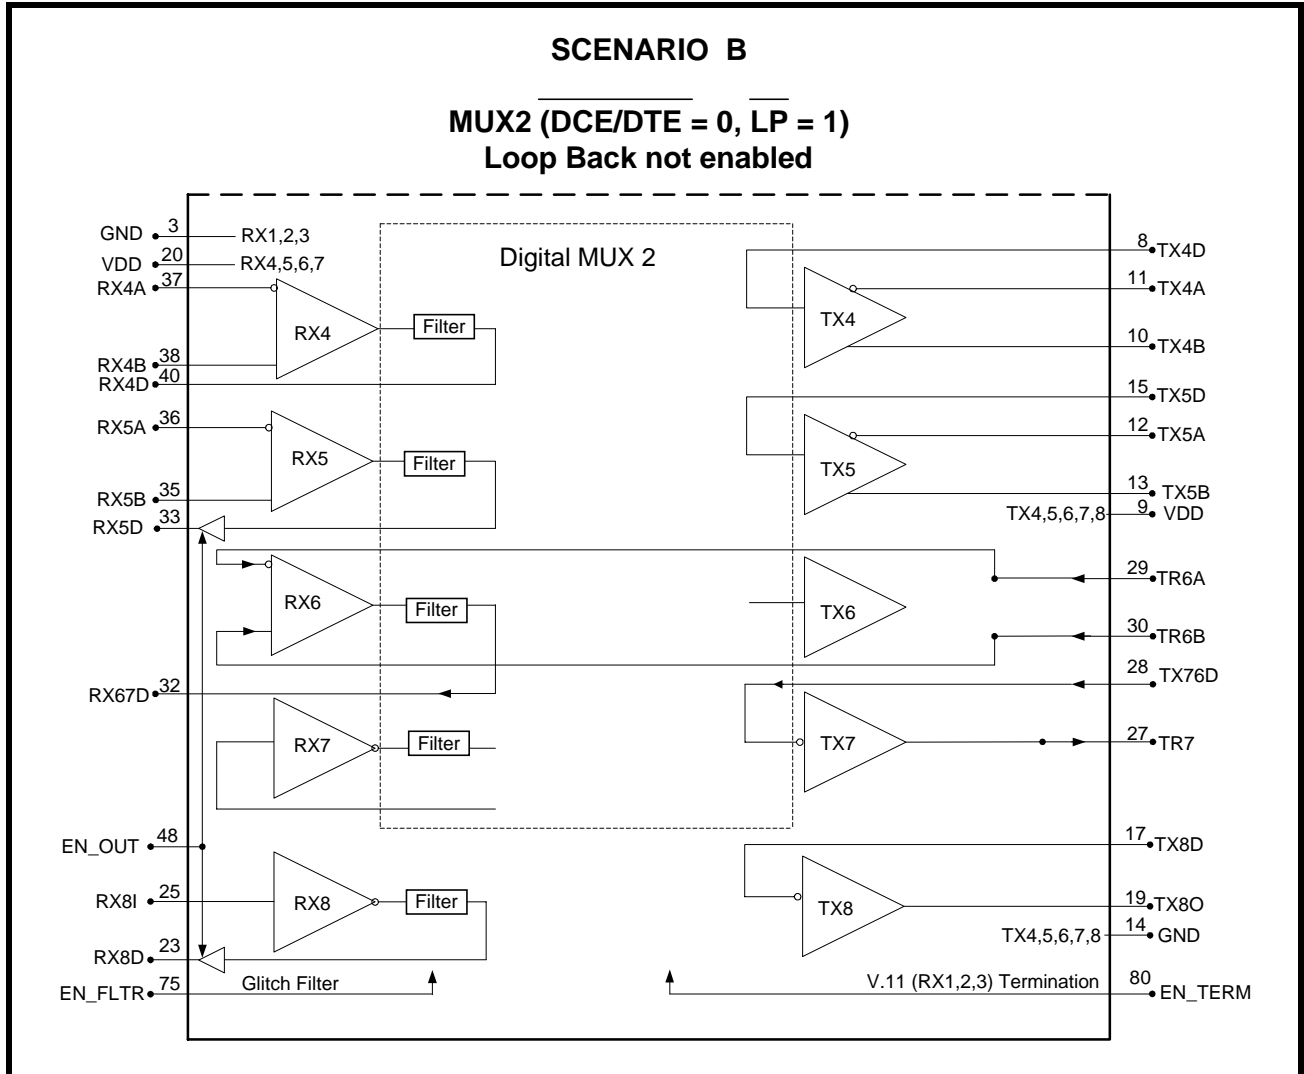 SCENARIO B
MUX2 (DCE/DTE = 0, LP = 1)
Loop Back not enabled
Digital MUX 2
GND 3 RX1,2,3
VDD 20 RX4,5,6,7
RX4A 37
RX4 Filter
RX4B 38
RX4D 40
RX5A 36
RX5 Filter
RX5B 35
RX5D 33
RX6 Filter
RX67D 32
RX7 Filter
EN_OUT 48
RX8I 25
RX8 Filter
RX8D 23
EN_FLTR 75 Glitch Filter
8 TX4D
11 TX4A
TX4
10 TX4B
15 TX5D
12 TX5A
TX5
13 TX5B
TX4,5,6,7,8 9 VDD
29 TR6A
TX6
30 TR6B
28 TX76D
TX7
27 TR7
17 TX8D
TX8
19 TX8O
TX4,5,6,7,8 14 GND
V.11 (RX1,2,3) Termination 80 EN_TERM